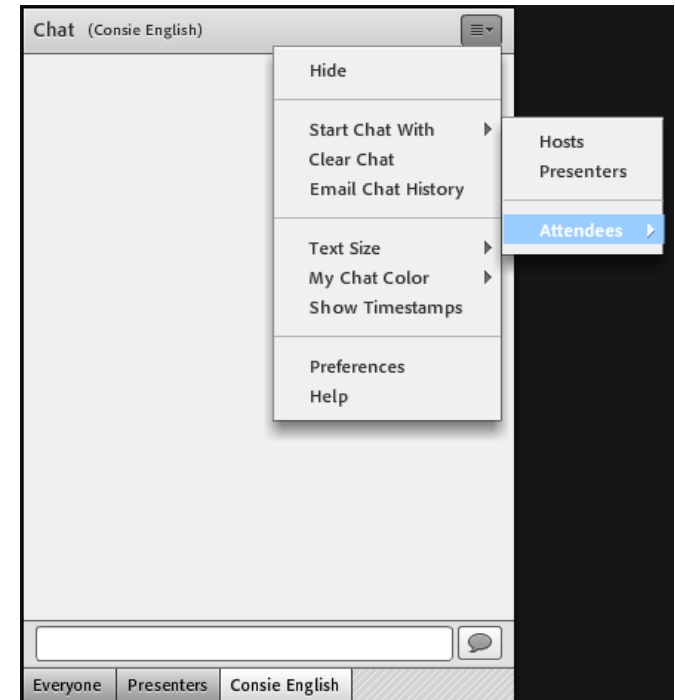 Chat (Consie English)
Hide
Start Chat With
Clear Chat
Email Chat History
Text Size
My Chat Color
Show Timestamps
Preferences
Help
Hosts
Presenters
Attendees
Everyone Presenters Consie English